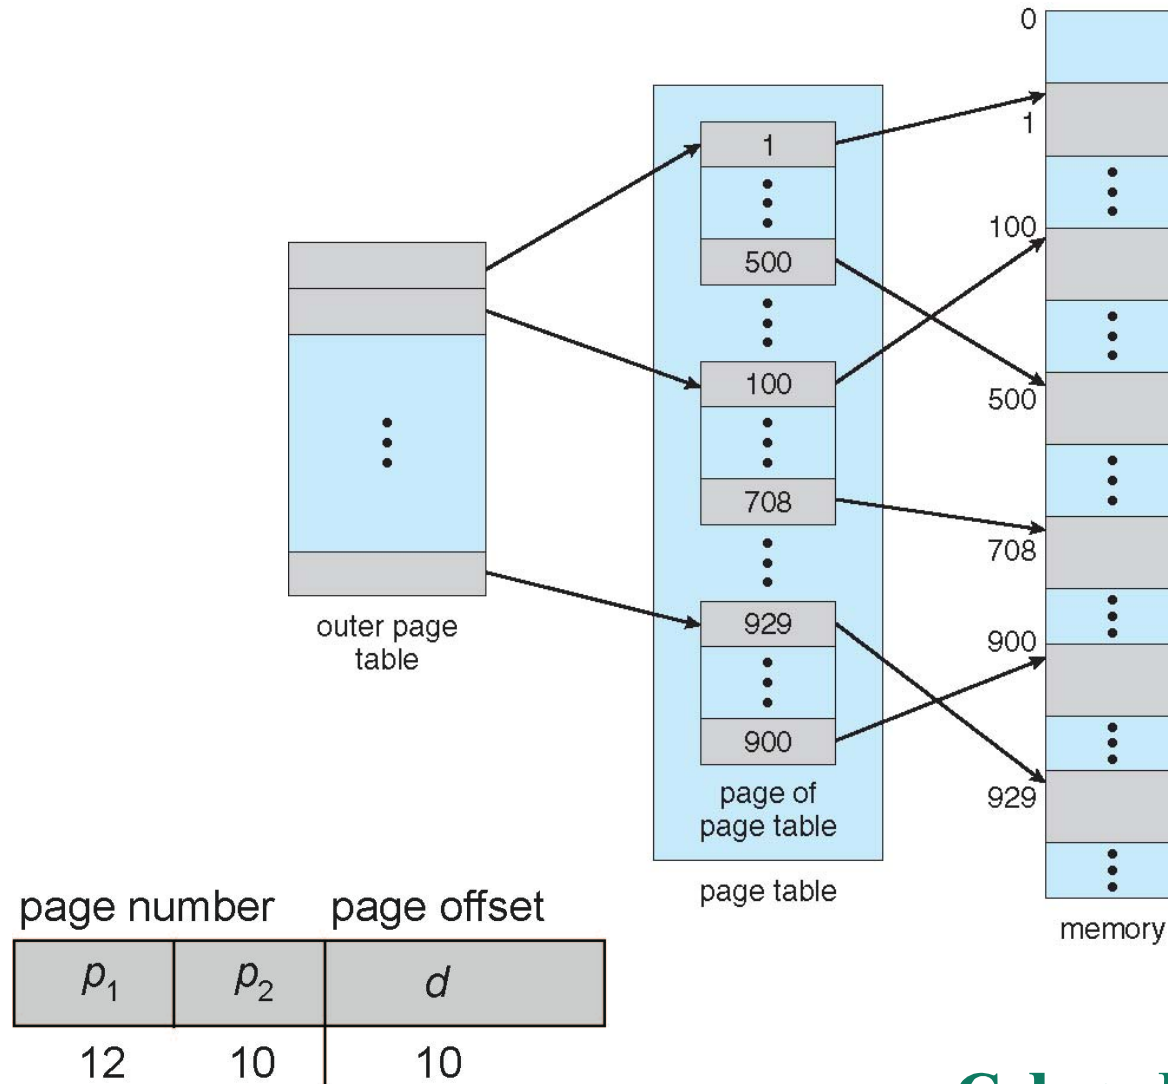 0
1
100
500
708
900
929
memory
1
500
100
708
929
900
page of
page table
page table
outer page
table
page number page offset
p₁ p₂ d
12 10 10